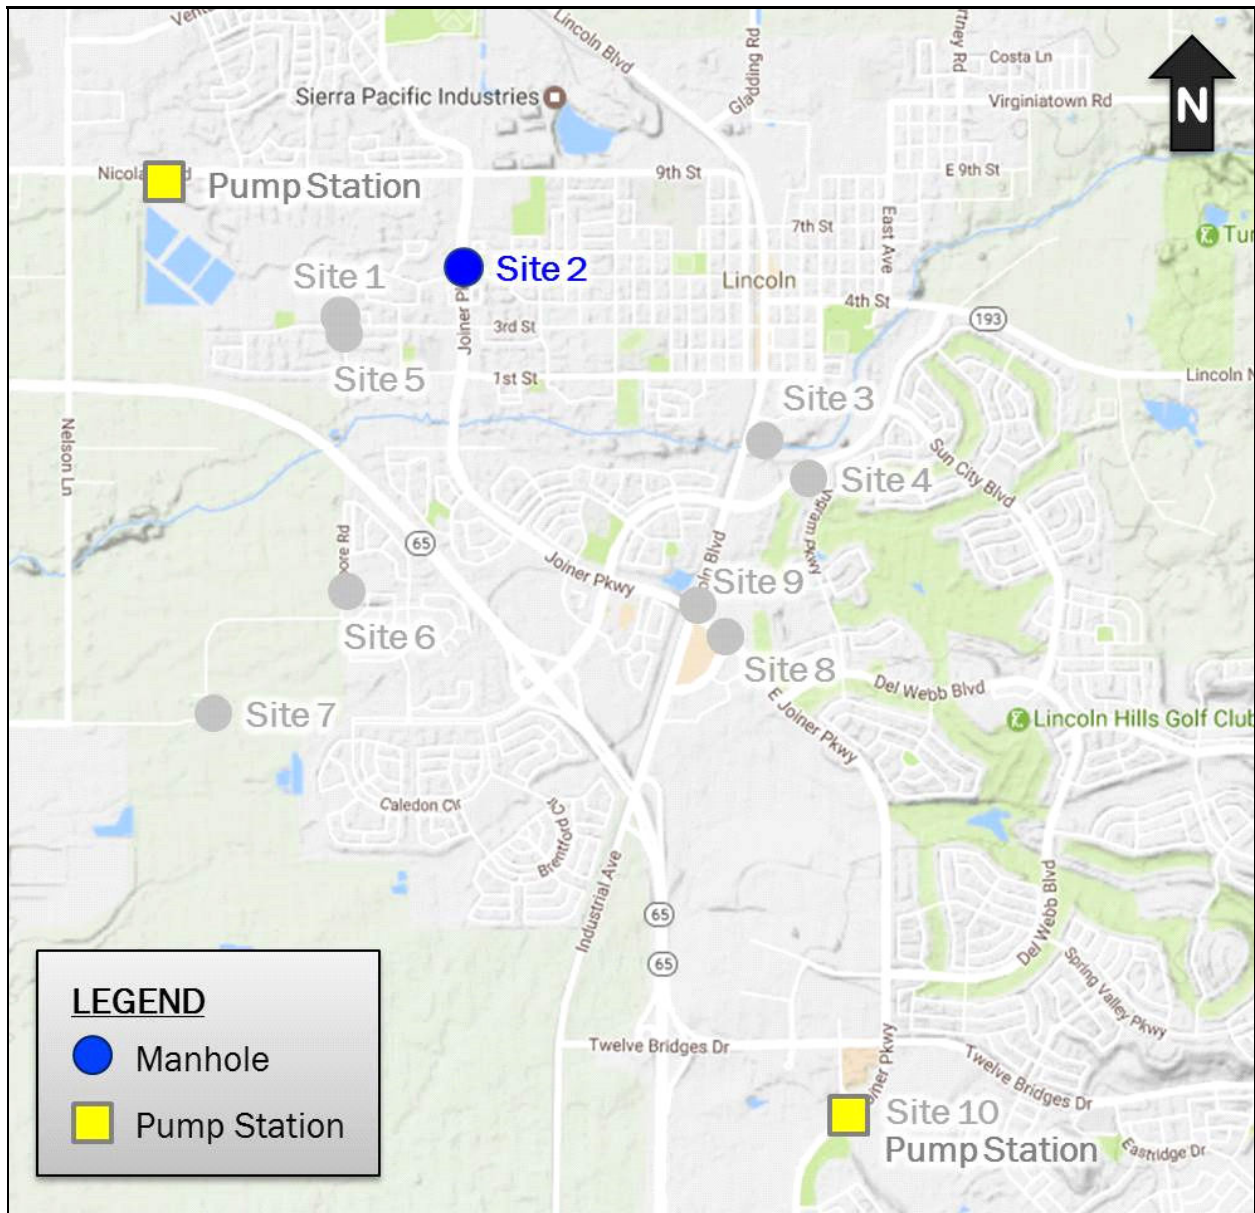 Lincoln Blvd
Gladding Rd
Costa Ln
Sierra Pacific Industries
Virginiatown Rd
N
9th St
E 9th St
Pump Station
7th St
East Ave
Site 1
Site 2
Lincoln
4th St
193
3rd St
Site 5
1st St
Site 3
Nelson Ln
Sun City Blvd
Site 4
Ingram Pkwy
65
Joiner Pkwy
Site 9
Site 6
Site 8
Del Webb Blvd
E Joiner Pkwy
Site 7
Lincoln Hills Golf Club
Caledon Cir
Brentford Cir
Industrial Ave
65
Del Webb Blvd
65
Spring Valley Pkwy
LEGEND
Manhole
Pump Station
Twelve Bridges Dr
Twelve Bridges Dr
Site 10
Pump Station
Eastridge Dr